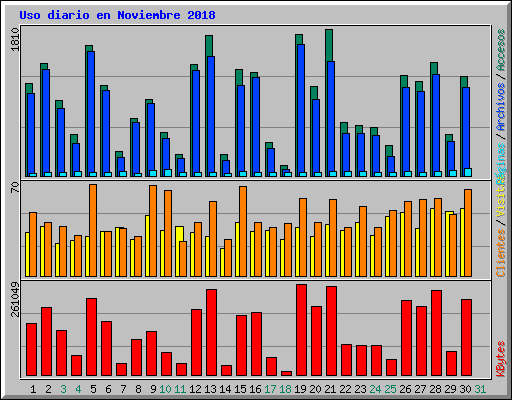 Uso diario en Noviembre 2018
1810
Accesos / Archivos / Páginas
70
Clientes / Visitas
261049
KBytes
1 2 3 4 5 6 7 8 9 10 11 12 13 14 15 16 17 18 19 20 21 22 23 24 25 26 27 28 29 30 31